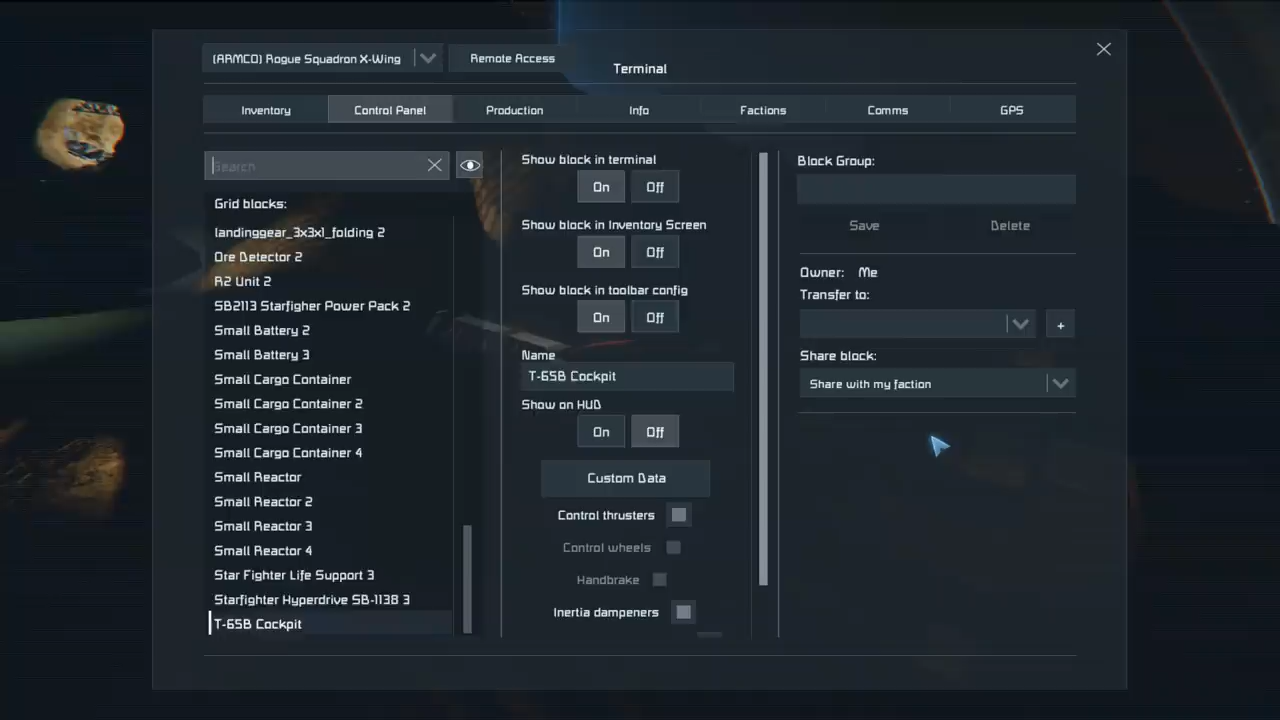 (ARMCO) Rogue Squadron X-Wing
Remote Access
Terminal
Inventory
Control Panel
Production
Info
Factions
Comms
GPS
Search
Grid blocks:
landinggear_3x3x1_folding 2
Ore Detector 2
R2 Unit 2
SB2113 Starfigher Power Pack 2
Small Battery 2
Small Battery 3
Small Cargo Container
Small Cargo Container 2
Small Cargo Container 3
Small Cargo Container 4
Small Reactor
Small Reactor 2
Small Reactor 3
Small Reactor 4
Star Fighter Life Support 3
Starfighter Hyperdrive SB-113B 3
T-65B Cockpit
Show block in terminal
On Off
Show block in Inventory Screen
On Off
Show block in toolbar config
On Off
Name
T-65B Cockpit
Show on HUD
On Off
Custom Data
Control thrusters
Control wheels
Handbrake
Inertia dampeners
Block Group:
Save Delete
Owner: Me
Transfer to:
+
Share block:
Share with my faction